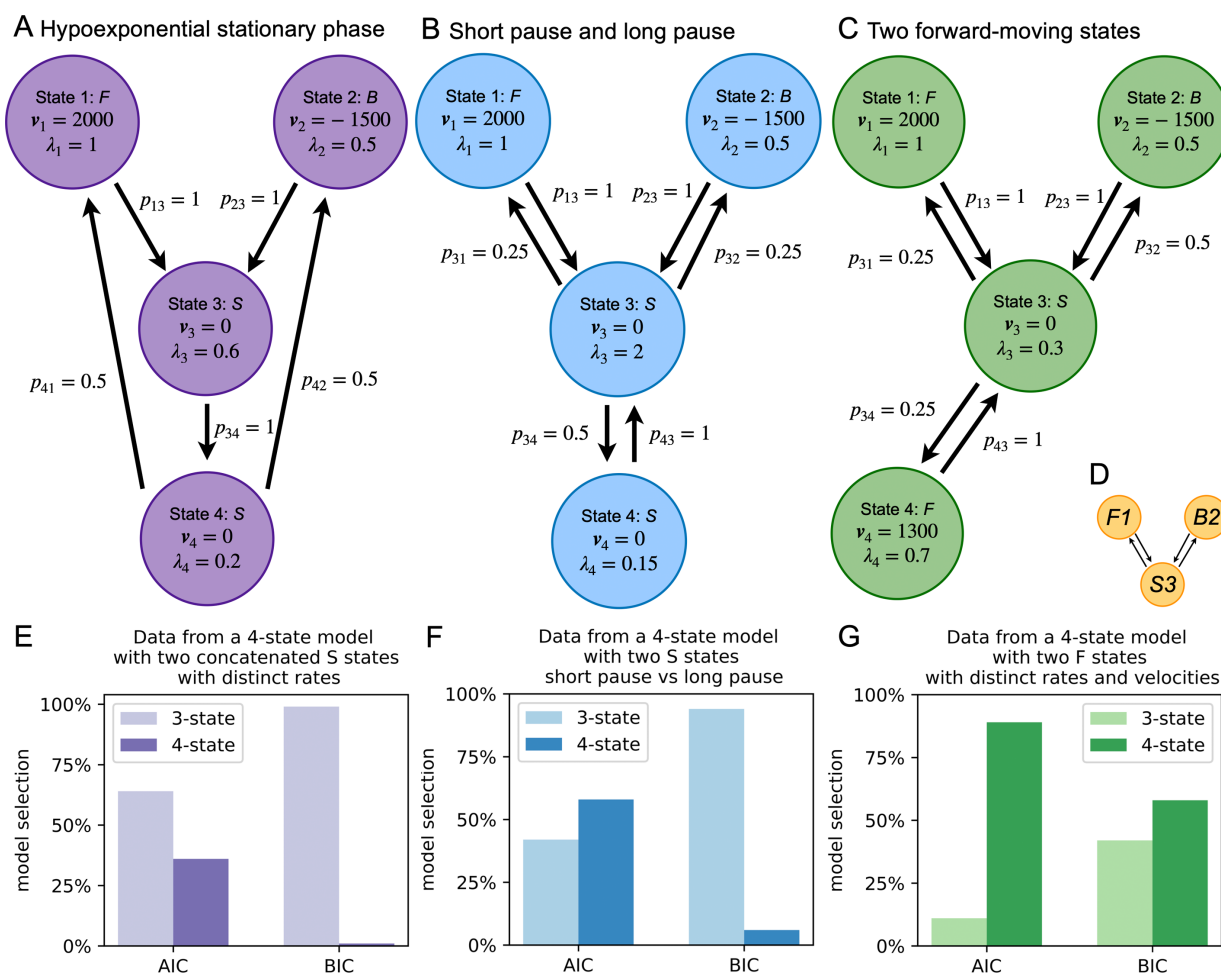 A Hypoexponential stationary phase
State 1: F
v₁ = 2000
λ₁ = 1
State 2: B
v₂ = − 1500
λ₂ = 0.5
p₁₃ = 1
p₂₃ = 1
State 3: S
v₃ = 0
λ₃ = 0.6
p₄₁ = 0.5
p₄₂ = 0.5
p₃₄ = 1
State 4: S
v₄ = 0
λ₄ = 0.2
B Short pause and long pause
State 1: F
v₁ = 2000
λ₁ = 1
State 2: B
v₂ = − 1500
λ₂ = 0.5
p₁₃ = 1
p₂₃ = 1
p₃₁ = 0.25
p₃₂ = 0.25
State 3: S
v₃ = 0
λ₃ = 2
p₃₄ = 0.5
p₄₃ = 1
State 4: S
v₄ = 0
λ₄ = 0.15
C Two forward-moving states
State 1: F
v₁ = 2000
λ₁ = 1
State 2: B
v₂ = − 1500
λ₂ = 0.5
p₁₃ = 1
p₂₃ = 1
p₃₁ = 0.25
p₃₂ = 0.5
State 3: S
v₃ = 0
λ₃ = 0.3
p₃₄ = 0.25
p₄₃ = 1
State 4: F
v₄ = 1300
λ₄ = 0.7
D
F1
B2
S3
E
Data from a 4-state model
with two concatenated S states
with distinct rates
model selection
100%
75%
50%
25%
0%
3-state
4-state
AIC
BIC
F
Data from a 4-state model
with two S states
short pause vs long pause
model selection
100%
75%
50%
25%
0%
3-state
4-state
AIC
BIC
G
Data from a 4-state model
with two F states
with distinct rates and velocities
model selection
100%
75%
50%
25%
0%
3-state
4-state
AIC
BIC